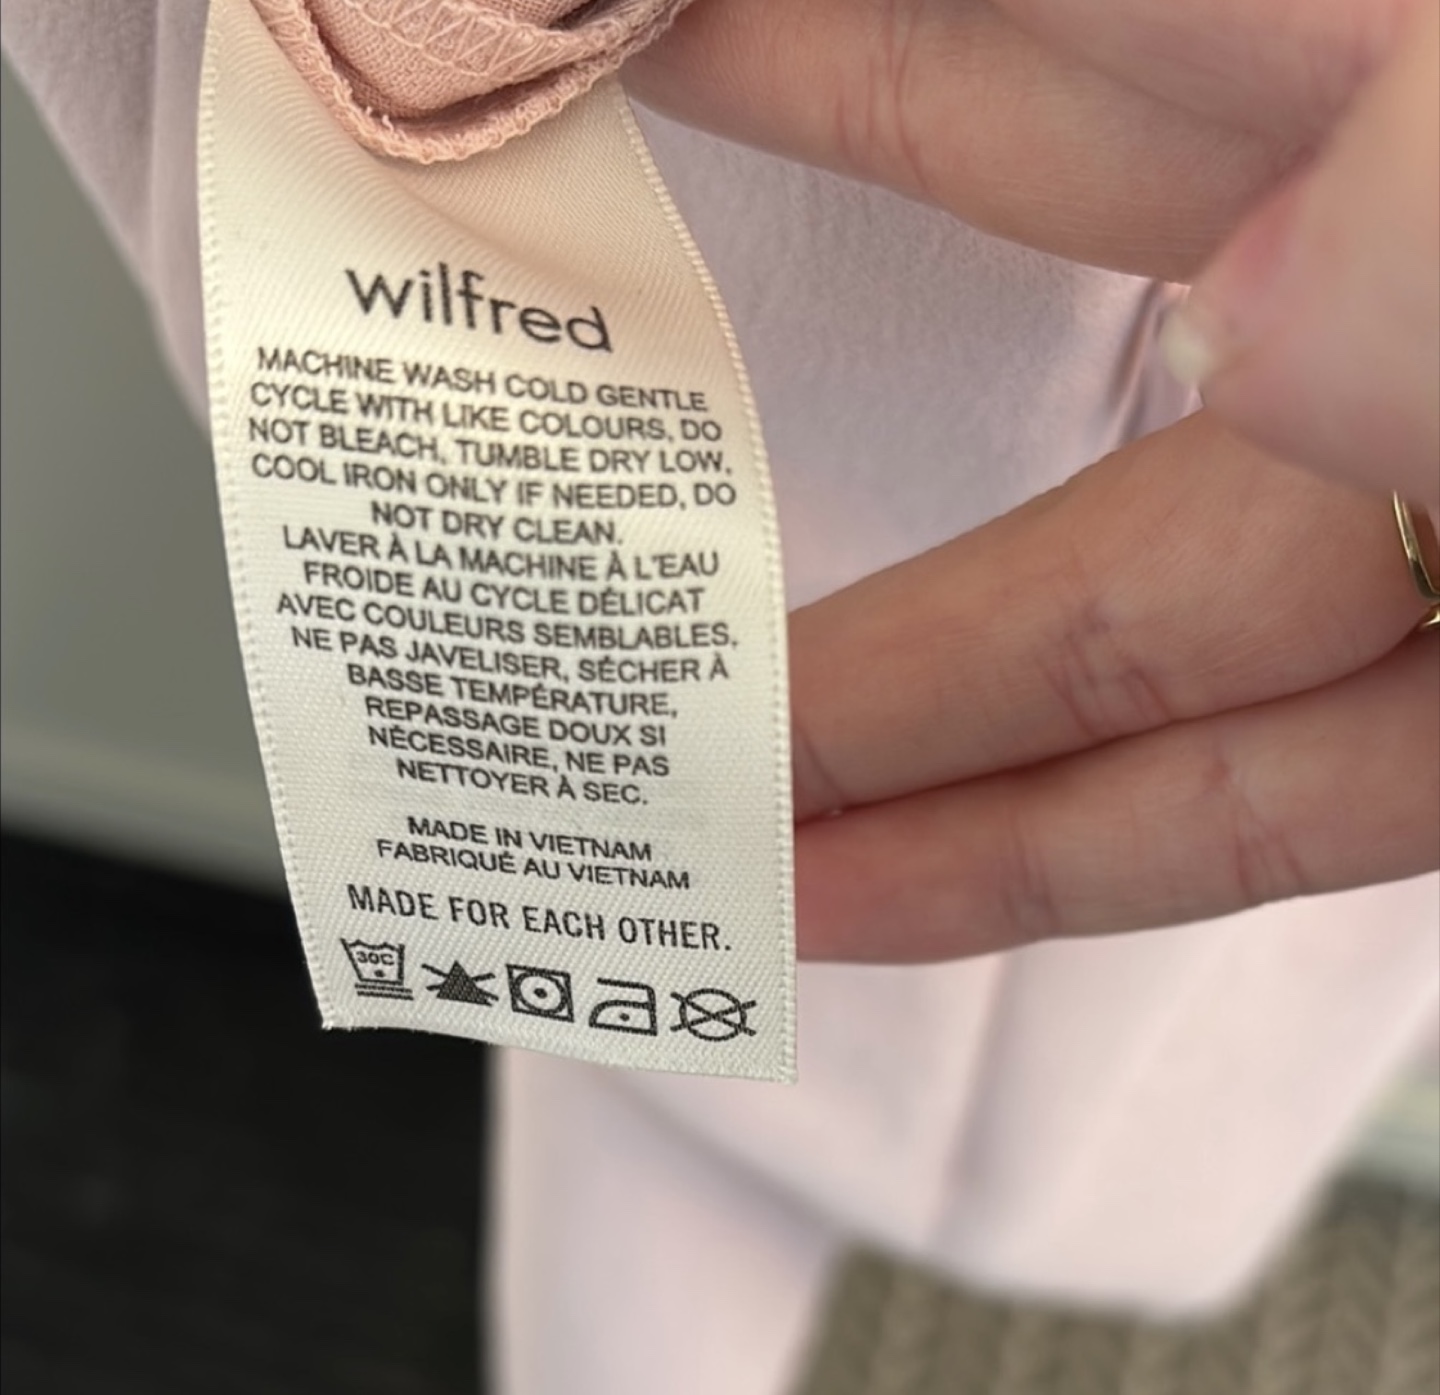 wilfred
MACHINE WASH COLD GENTLE
CYCLE WITH LIKE COLOURS, DO
NOT BLEACH, TUMBLE DRY LOW,
COOL IRON ONLY IF NEEDED, DO
NOT DRY CLEAN.
LAVER À LA MACHINE À L'EAU
FROIDE AU CYCLE DÉLICAT
AVEC COULEURS SEMBLABLES,
NE PAS JAVELISER, SÉCHER À
BASSE TEMPÉRATURE,
REPASSAGE DOUX SI
NÉCESSAIRE, NE PAS
NETTOYER À SEC.
MADE IN VIETNAM
FABRIQUÉ AU VIETNAM
MADE FOR EACH OTHER.
30C